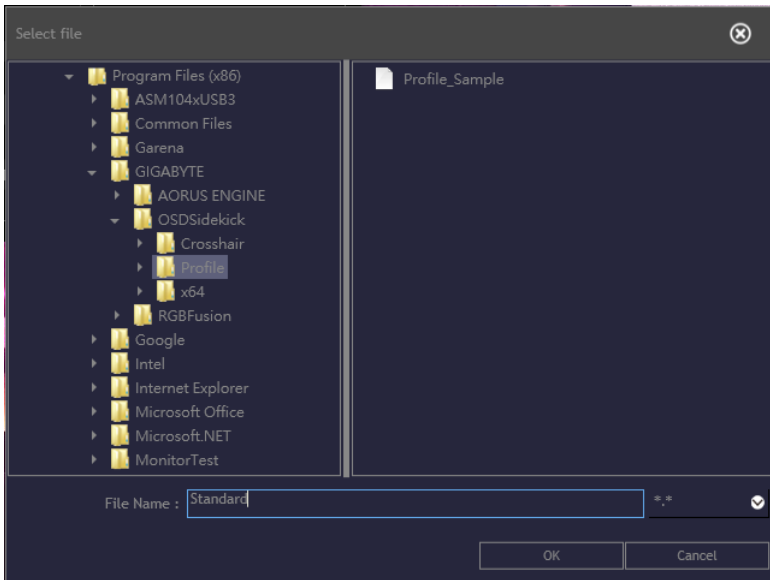 Select file
Program Files (x86)
ASM104xUSB3
Common Files
Garena
GIGABYTE
AORUS ENGINE
OSDSidekick
Crosshair
Profile
x64
RGBFusion
Google
Intel
Internet Explorer
Microsoft Office
Microsoft.NET
MonitorTest
Profile_Sample
File Name : Standard *.*
OK Cancel